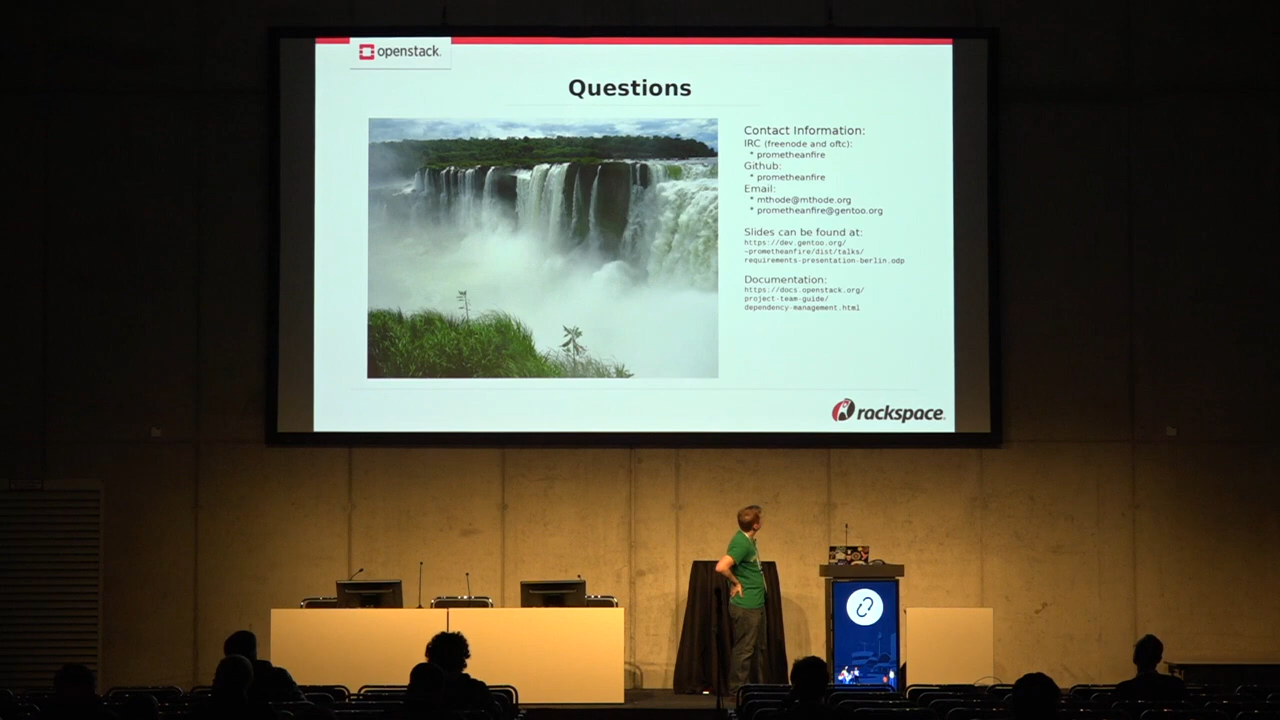 openstack.
Questions
Contact Information:
IRC (freenode and oftc):
* prometheanfire
Github:
* prometheanfire
Email:
* mthode@mthode.org
* prometheanfire@gentoo.org
Slides can be found at:
https://dev.gentoo.org/
~prometheanfire/dist/talks/
requirements-presentation-berlin.odp
Documentation:
https://docs.openstack.org/
project-team-guide/
dependency-management.html
rackspace.